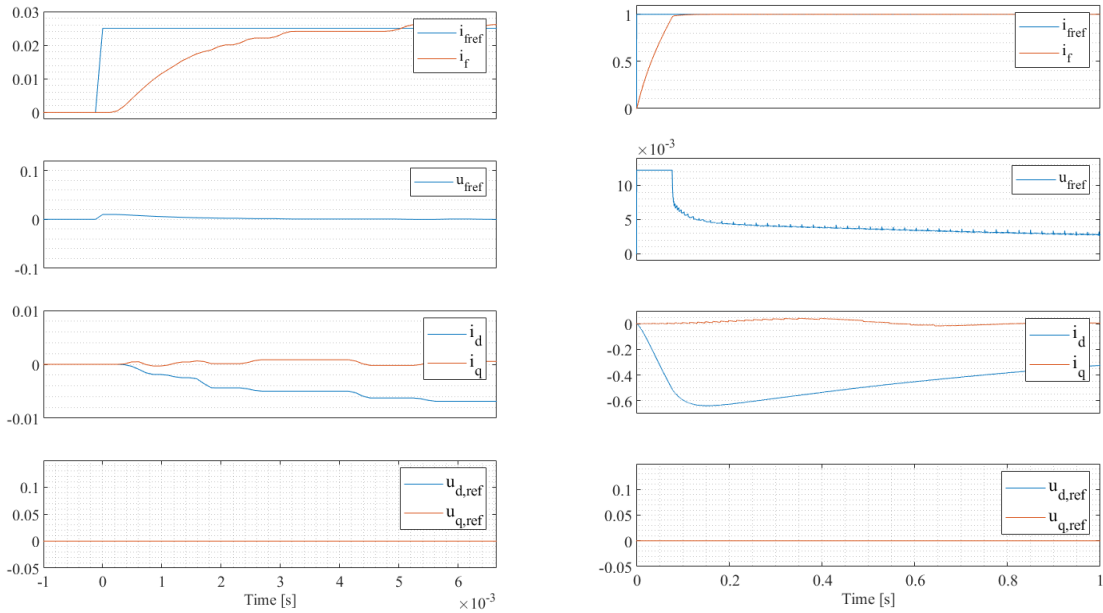 0.03
0.02
0.01
0
i_fref
i_f
0.1
0
-0.1
u_fref
0.01
0
-0.01
i_d
i_q
0.1
0.05
0
-0.05
u_d,ref
u_q,ref
-1 0 1 2 3 4 5 6
Time [s]
×10^-3
1
0.5
0
i_fref
i_f
×10^-3
10
5
0
u_fref
0
-0.2
-0.4
-0.6
i_d
i_q
0.1
0.05
0
-0.05
u_d,ref
u_q,ref
0 0.2 0.4 0.6 0.8 1
Time [s]